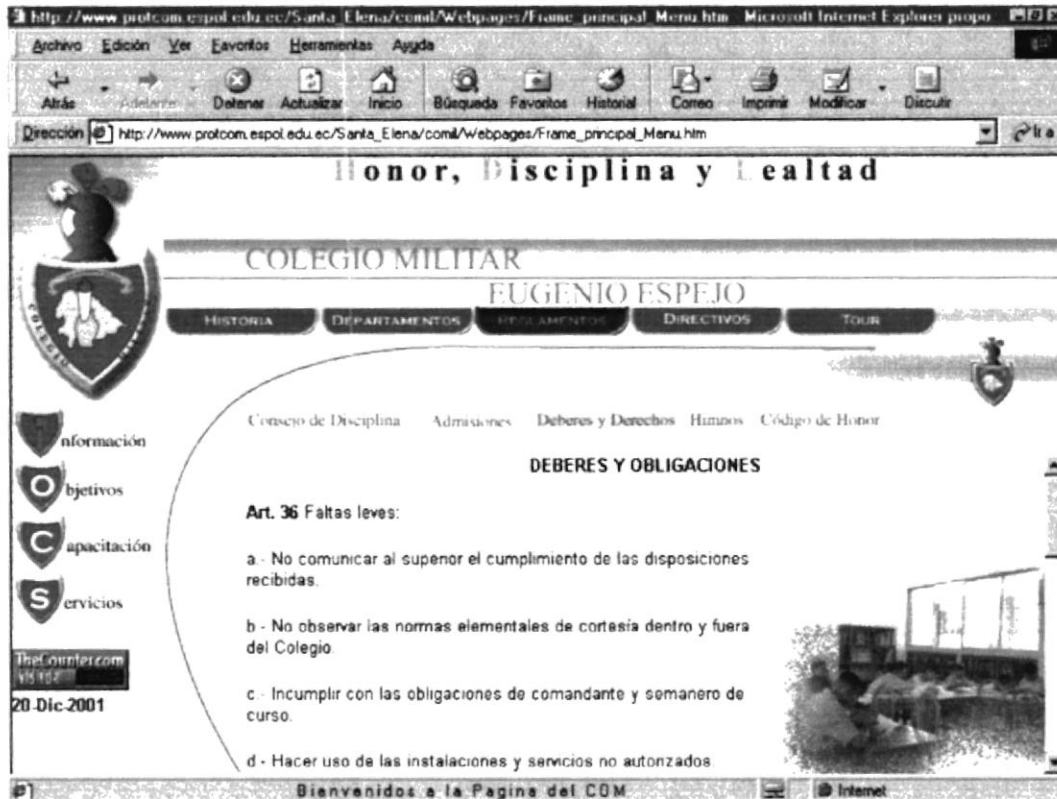 http://www.protcom.espol.edu.ec/Santa_Elena/comil/Webpages/Frame_principal_Menu.htm - Microsoft Internet Explorer propo
Archivo Edición Ver Favoritos Herramientas Ayuda
Atrás Adelante Detener Actualizar Inicio Búsqueda Favoritos Historial Correo Imprimir Modificar Discutir
Dirección http://www.protcom.espol.edu.ec/Santa_Elena/comil/Webpages/Frame_principal_Menu.htm Ir a
Honor, Disciplina y Lealtad
COLEGIO MILITAR
EUGENIO ESPEJO
HISTORIA DEPARTAMENTOS REGLAMENTOS DIRECTIVOS TOUR
COLEGIO
Consejo de Disciplina Admisiones Deberes y Derechos Himnos Código de Honor
Información
Objetivos
Capacitación
Servicios
TheCounter.com
20-Dic-2001
DEBERES Y OBLIGACIONES
Art. 36 Faltas leves:
a.- No comunicar al superior el cumplimiento de las disposiciones
recibidas.
b.- No observar las normas elementales de cortesía dentro y fuera
del Colegio.
c.- Incumplir con las obligaciones de comandante y semanero de
curso.
d.- Hacer uso de las instalaciones y servicios no autorizados.
Bienvenidos a la Pagina del COM
Internet